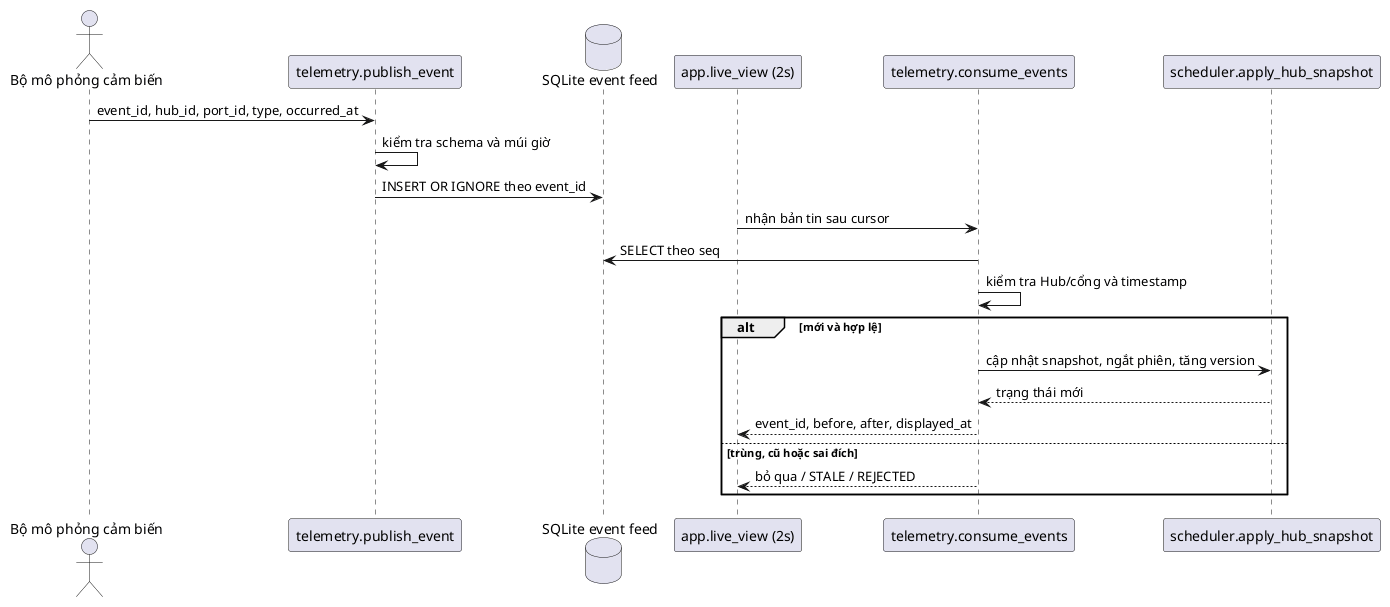 Bộ mô phỏng cảm biến
telemetry.publish_event
SQLite event feed
app.live_view (2s)
telemetry.consume_events
scheduler.apply_hub_snapshot
event_id, hub_id, port_id, type, occurred_at
kiểm tra schema và múi giờ
INSERT OR IGNORE theo event_id
nhận bản tin sau cursor
SELECT theo seq
kiểm tra Hub/cổng và timestamp
alt
[mới và hợp lệ]
cập nhật snapshot, ngắt phiên, tăng version
trạng thái mới
event_id, before, after, displayed_at
[trùng, cũ hoặc sai đích]
bỏ qua / STALE / REJECTED
Bộ mô phỏng cảm biến
telemetry.publish_event
SQLite event feed
app.live_view (2s)
telemetry.consume_events
scheduler.apply_hub_snapshot